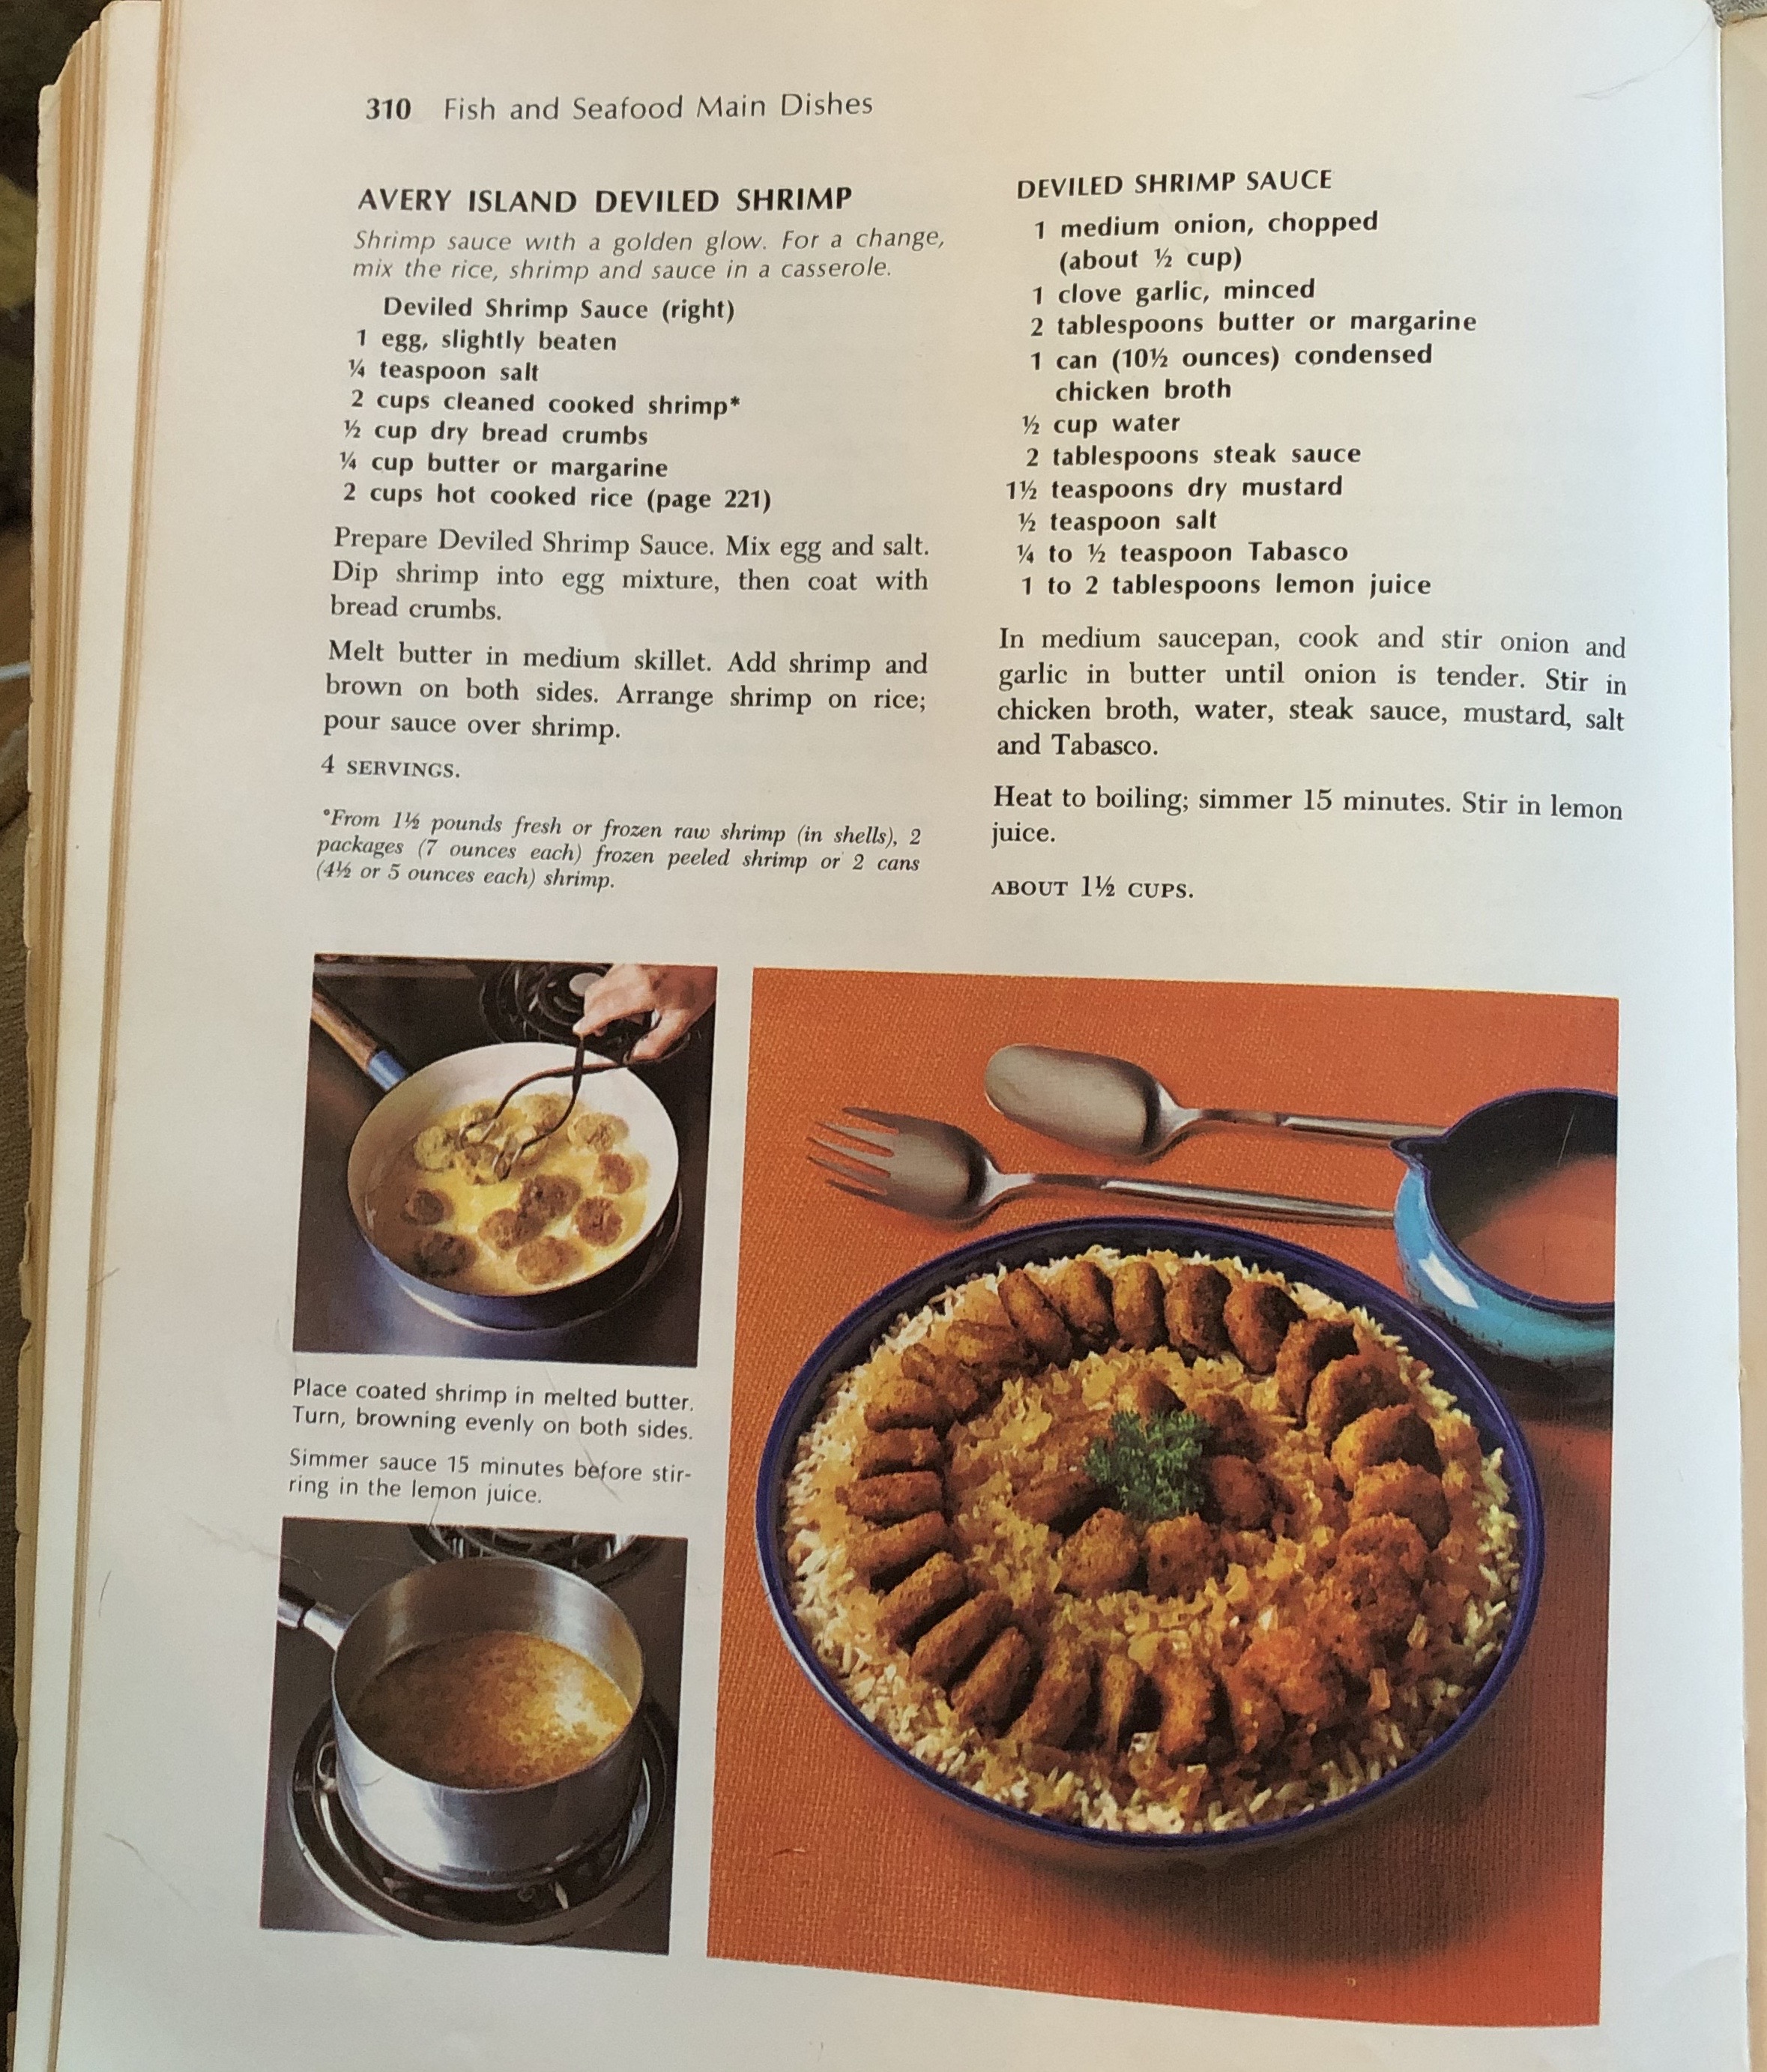 310 Fish and Seafood Main Dishes
AVERY ISLAND DEVILED SHRIMP
Shrimp sauce with a golden glow. For a change,
mix the rice, shrimp and sauce in a casserole.
Deviled Shrimp Sauce (right)
1 egg, slightly beaten
¼ teaspoon salt
2 cups cleaned cooked shrimp*
½ cup dry bread crumbs
¼ cup butter or margarine
2 cups hot cooked rice (page 221)
Prepare Deviled Shrimp Sauce. Mix egg and salt.
Dip shrimp into egg mixture, then coat with
bread crumbs.
Melt butter in medium skillet. Add shrimp and
brown on both sides. Arrange shrimp on rice;
pour sauce over shrimp.
4 SERVINGS.
*From 1½ pounds fresh or frozen raw shrimp (in shells), 2
packages (7 ounces each) frozen peeled shrimp or 2 cans
(4½ or 5 ounces each) shrimp.
DEVILED SHRIMP SAUCE
1 medium onion, chopped
(about ½ cup)
1 clove garlic, minced
2 tablespoons butter or margarine
1 can (10½ ounces) condensed
chicken broth
½ cup water
2 tablespoons steak sauce
1½ teaspoons dry mustard
½ teaspoon salt
¼ to ½ teaspoon Tabasco
1 to 2 tablespoons lemon juice
In medium saucepan, cook and stir onion and
garlic in butter until onion is tender. Stir in
chicken broth, water, steak sauce, mustard, salt
and Tabasco.
Heat to boiling; simmer 15 minutes. Stir in lemon
juice.
ABOUT 1½ CUPS.
Place coated shrimp in melted butter.
Turn, browning evenly on both sides.
Simmer sauce 15 minutes before stir-
ring in the lemon juice.